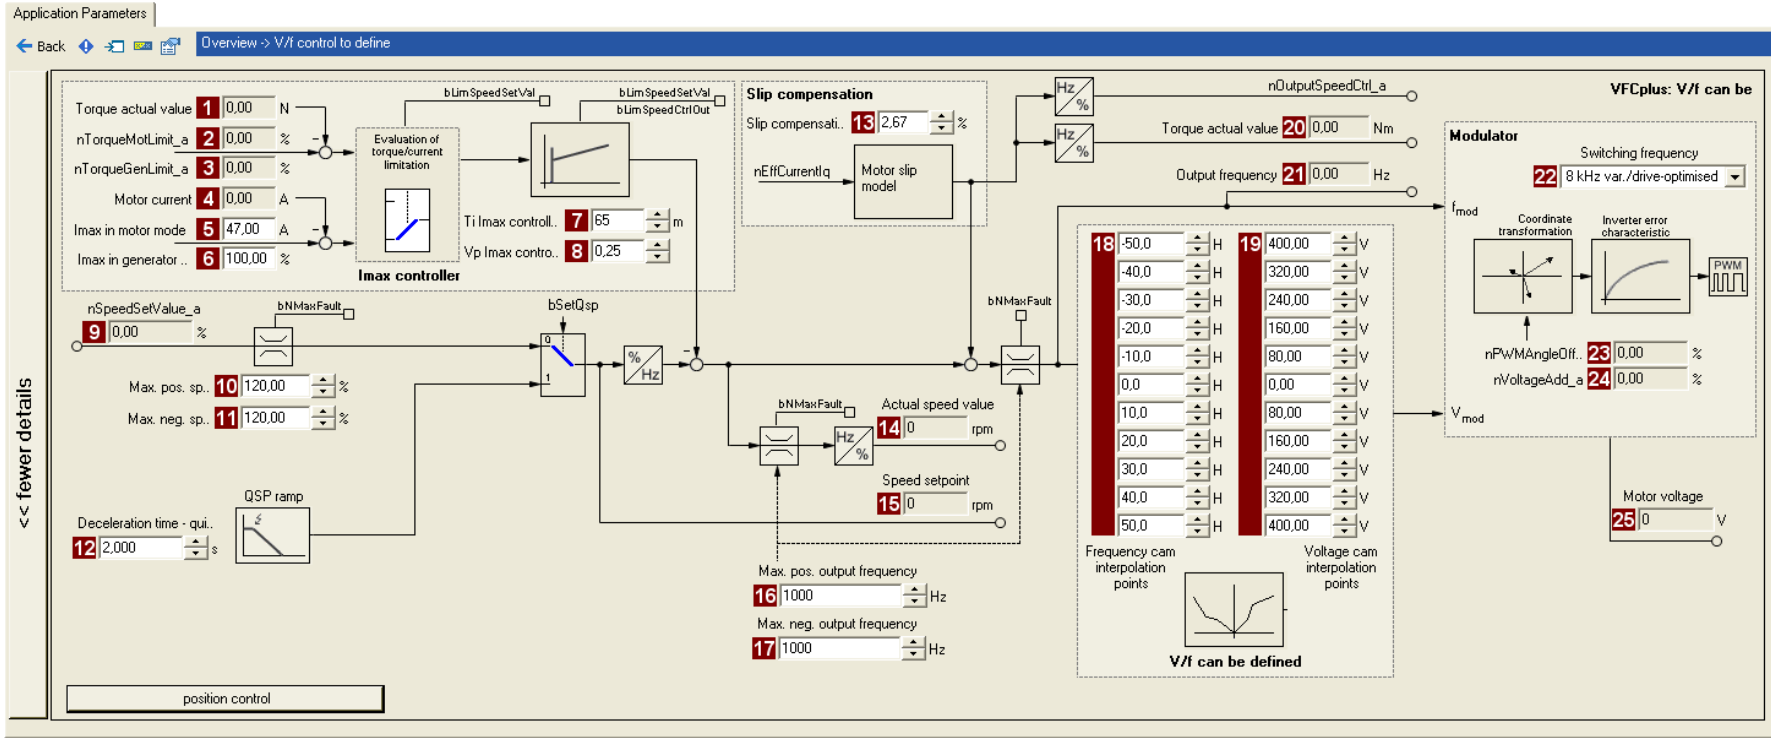 Application Parameters
Back
Overview -> V/f control to define
<< fewer details
Torque actual value 1 0,00 N
nTorqueMotLimit_a 2 0,00 %
nTorqueGenLimit_a 3 0,00 %
Motor current 4 0,00 A
Imax in motor mode 5 47,00 A
Imax in generator .. 6 100,00 %
bLimSpeedSetVal
Evaluation of
torque/current
limitation
Imax controller
bLimSpeedSetVal
bLimSpeedCtrlOut
Ti Imax controll.. 7 65 m
Vp Imax contro.. 8 0,25
Slip compensation
Slip compensati.. 13 2,67 %
nEffCurrentIq
Motor slip
model
Hz
%
nOutputSpeedCtrl_a
Hz
%
Torque actual value 20 0,00 Nm
Output frequency 21 0,00 Hz
VFCplus: V/f can be
Modulator
Switching frequency
22 8 kHz var./drive-optimised
fmod
Coordinate
transformation
Inverter error
characteristic
PWM
nPWMAngleOff.. 23 0,00 %
nVoltageAdd_a 24 0,00 %
Vmod
Motor voltage
25 0 V
nSpeedSetValue_a
9 0,00 %
bNMaxFault
Max. pos. sp.. 10 120,00 %
Max. neg. sp.. 11 120,00 %
bSetQsp
0
1
%
Hz
bNMaxFault
bNMaxFault
Hz
%
Actual speed value
14 0 rpm
Speed setpoint
15 0 rpm
QSP ramp
Deceleration time - qui..
12 2,000 s
Max. pos. output frequency
16 1000 Hz
Max. neg. output frequency
17 1000 Hz
18 -50,0 H 19 400,00 V
-40,0 H 320,00 V
-30,0 H 240,00 V
-20,0 H 160,00 V
-10,0 H 80,00 V
0,0 H 0,00 V
10,0 H 80,00 V
20,0 H 160,00 V
30,0 H 240,00 V
40,0 H 320,00 V
50,0 H 400,00 V
Frequency cam
interpolation
points
Voltage cam
interpolation
points
V/f can be defined
position control